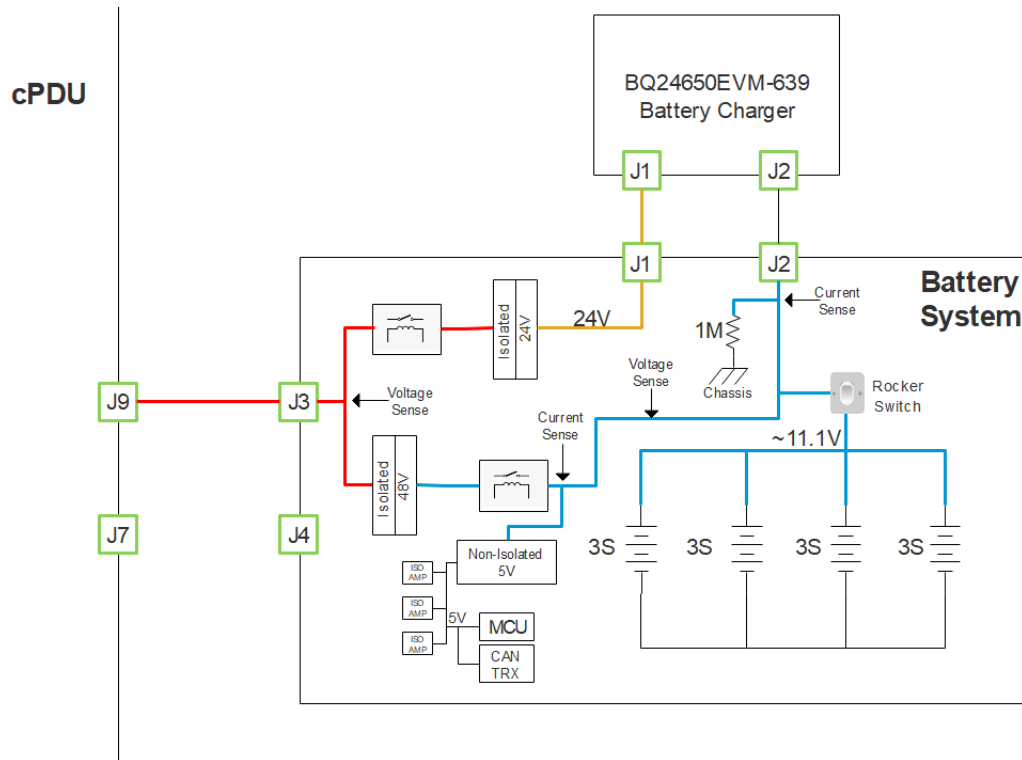 cPDU
BQ24650EVM-639
Battery Charger
J1
J2
J1
J2
Battery
System
Current
Sense
1M
Chassis
Isolated
24V
24V
Voltage
Sense
Rocker
Switch
J9
J3
Voltage
Sense
Current
Sense
~11.1V
Isolated
48V
J7
J4
3S
3S
3S
3S
Non-Isolated
5V
ISO
AMP
ISO
AMP
ISO
AMP
5V
MCU
CAN
TRX